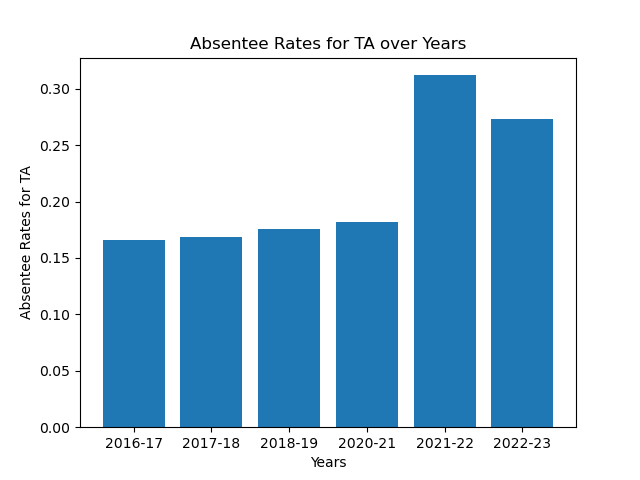 Absentee Rates for TA over Years
Absentee Rates for TA
0.30
0.25
0.20
0.15
0.10
0.05
0.00
2016-17 2017-18 2018-19 2020-21 2021-22 2022-23
Years